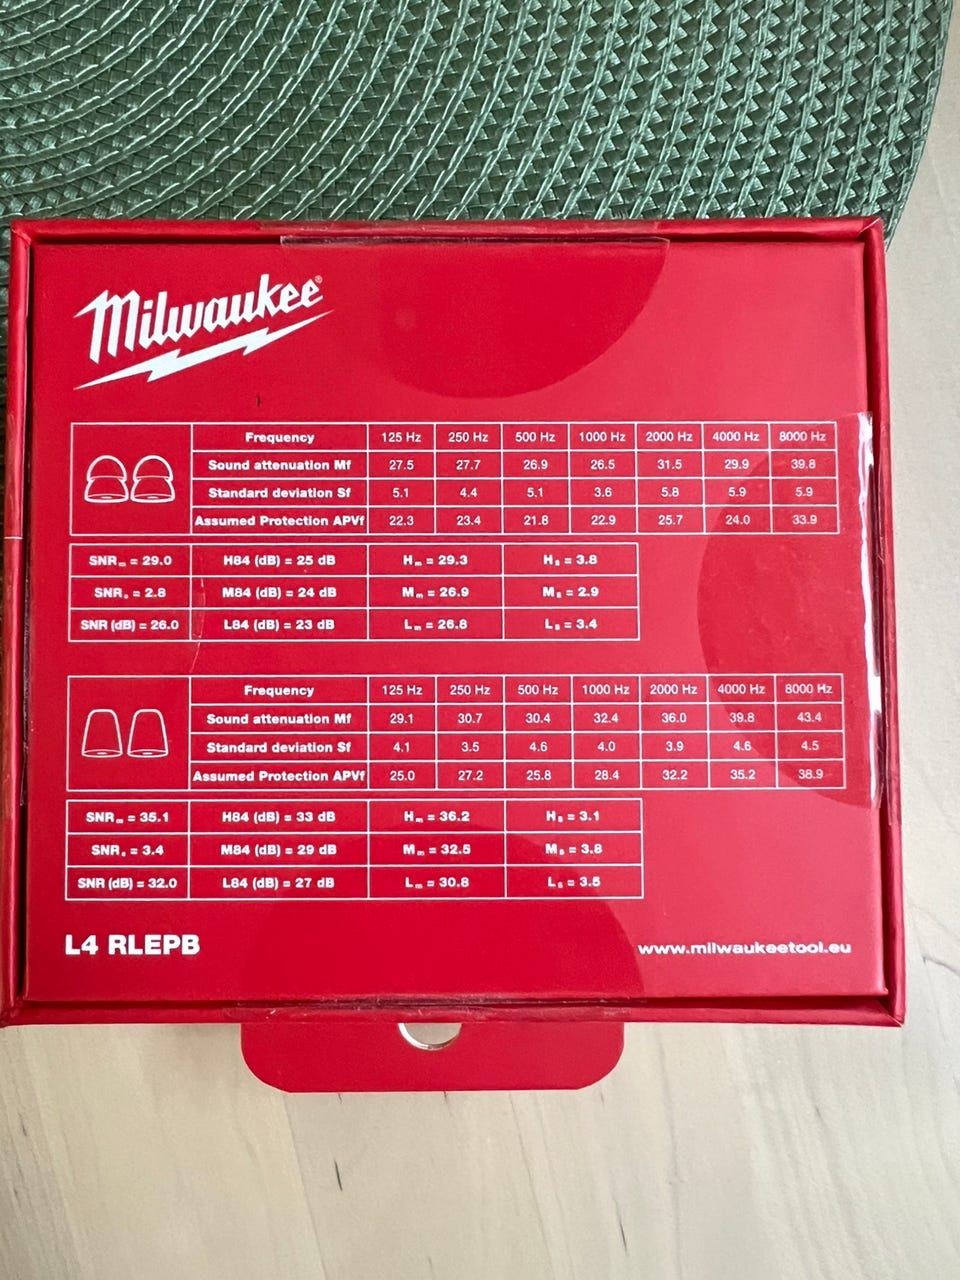 Milwaukee®
Frequency 125 Hz 250 Hz 500 Hz 1000 Hz 2000 Hz 4000 Hz 8000 Hz
Sound attenuation Mf 27.5 27.7 26.9 26.5 31.5 29.9 39.8
Standard deviation Sf 5.1 4.4 5.1 3.6 5.8 5.9 5.9
Assumed Protection APVf 22.3 23.4 21.8 22.9 25.7 24.0 33.9
SNRm = 29.0 H84 (dB) = 25 dB Hm = 29.3 Hs = 3.8
SNRs = 2.8 M84 (dB) = 24 dB Mm = 26.9 Ms = 2.9
SNR (dB) = 26.0 L84 (dB) = 23 dB Lm = 26.8 Ls = 3.4
Frequency 125 Hz 250 Hz 500 Hz 1000 Hz 2000 Hz 4000 Hz 8000 Hz
Sound attenuation Mf 29.1 30.7 30.4 32.4 36.0 39.8 43.4
Standard deviation Sf 4.1 3.5 4.6 4.0 3.9 4.6 4.5
Assumed Protection APVf 25.0 27.2 25.8 28.4 32.2 35.2 38.9
SNRm = 35.1 H84 (dB) = 33 dB Hm = 36.2 Hs = 3.1
SNRs = 3.4 M84 (dB) = 29 dB Mm = 32.5 Ms = 3.8
SNR (dB) = 32.0 L84 (dB) = 27 dB Lm = 30.8 Ls = 3.5
L4 RLEPB www.milwaukeetool.eu